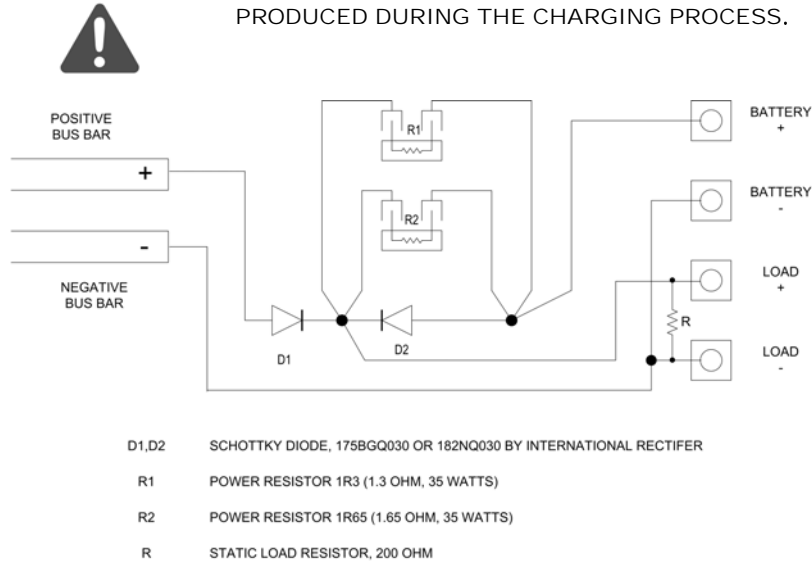 PRODUCED DURING THE CHARGING PROCESS.
POSITIVE
BUS BAR
+
-
NEGATIVE
BUS BAR
R1
R2
D1
D2
R
BATTERY
+
BATTERY
-
LOAD
+
LOAD
-
D1,D2 SCHOTTKY DIODE, 175BGQ030 OR 182NQ030 BY INTERNATIONAL RECTIFER
R1 POWER RESISTOR 1R3 (1.3 OHM, 35 WATTS)
R2 POWER RESISTOR 1R65 (1.65 OHM, 35 WATTS)
R STATIC LOAD RESISTOR, 200 OHM